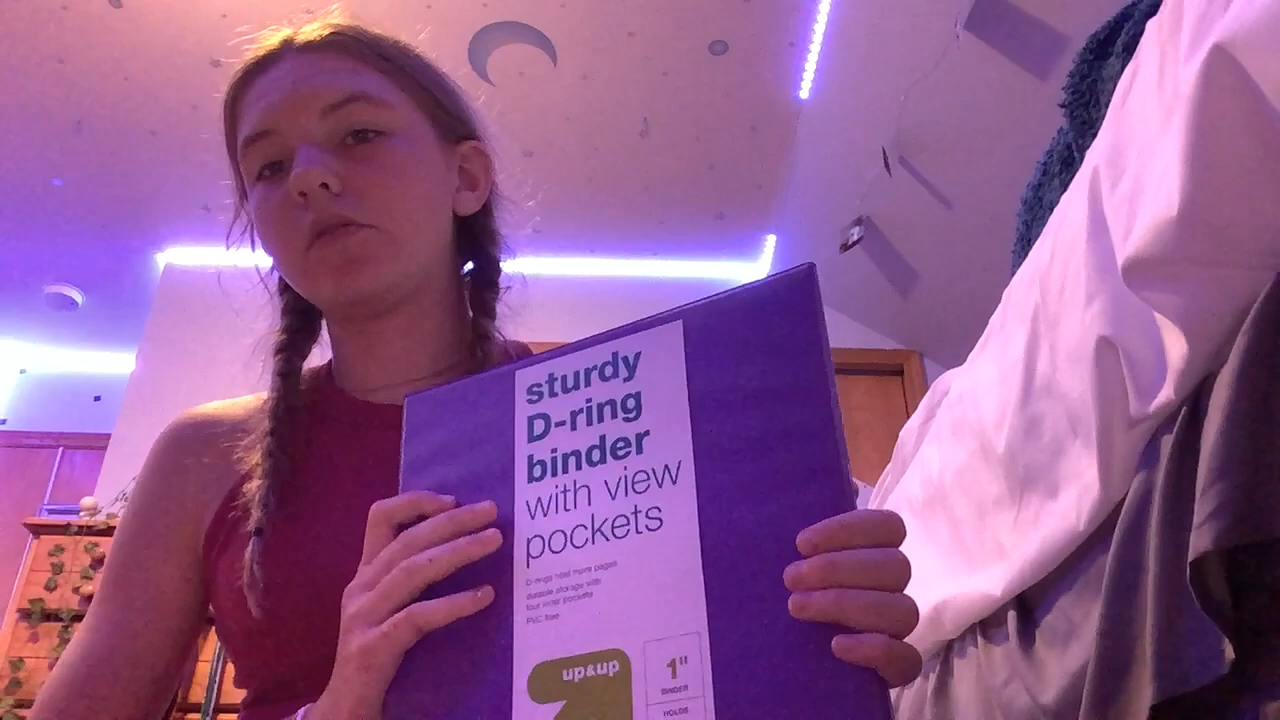 sturdy
D-ring
binder
with view
pockets
D-rings hold more pages
durable storage with
four inner pockets
PVC free
up&up
1"
BINDER
HOLDS